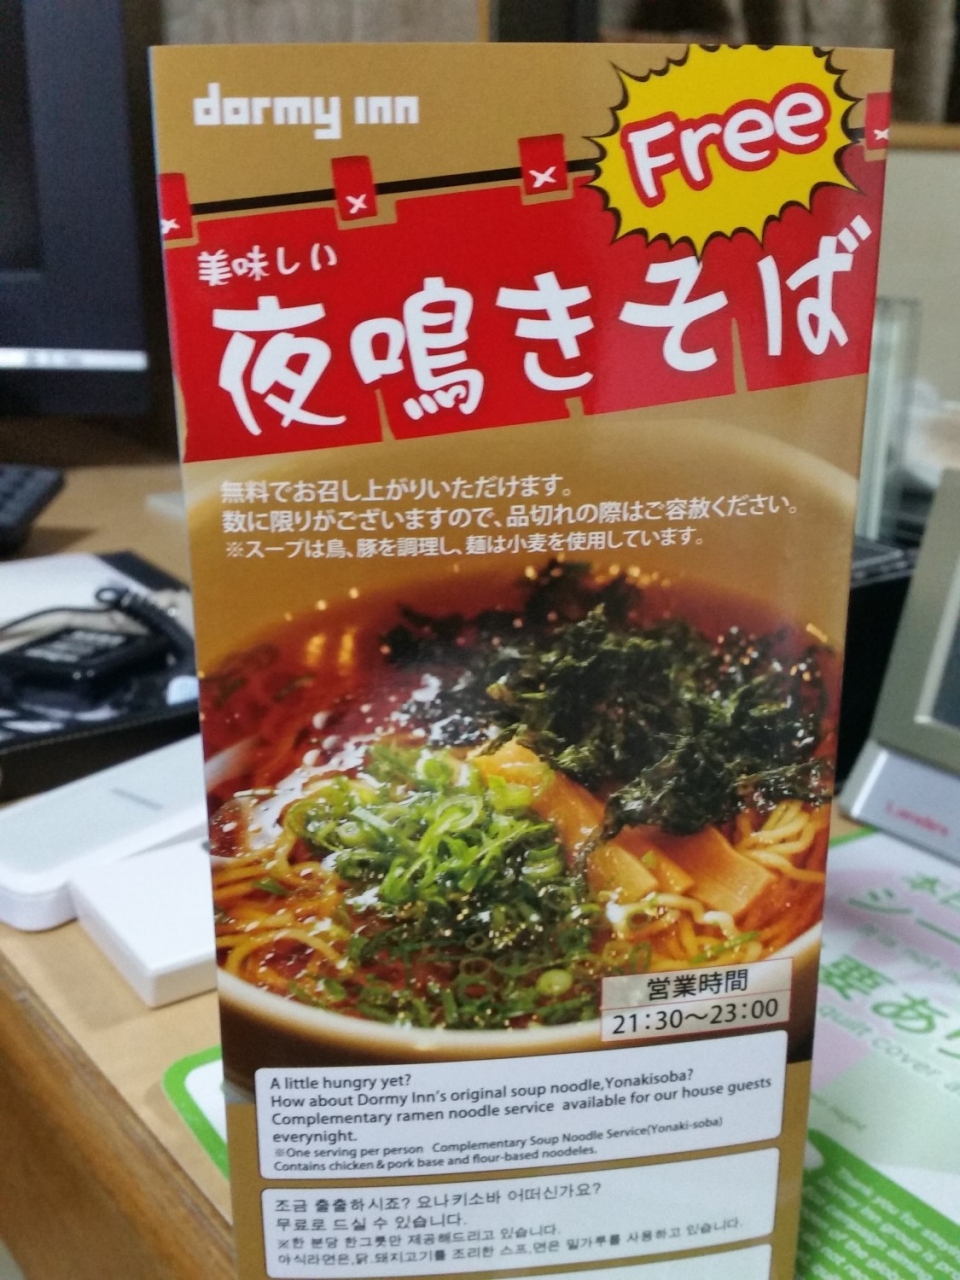 dormy inn
Free
美味しい
夜鳴きそば
無料でお召し上がりいただけます。
数に限りがございますので、品切れの際はご容赦ください。
※スープは鳥、豚を調理し、麺は小麦を使用しています。
営業時間
21:30～23:00
A little hungry yet?
How about Dormy Inn's original soup noodle,Yonakisoba?
Complementary ramen noodle service available for our house guests
everynight.
※One serving per person Complementary Soup Noodle Service(Yonaki-soba)
Contains chicken & pork base and flour-based noodeles.
조금 출출하시죠? 요나키소바 어떠신가요?
무료로 드실 수 있습니다.
※한 분당 한그릇만 제공해드리고 있습니다.
야식라면은,닭.돼지고기를 조리한 스프,면은 밀가루를 사용하고 있습니다.
本日
シー
要あり
quilt cover